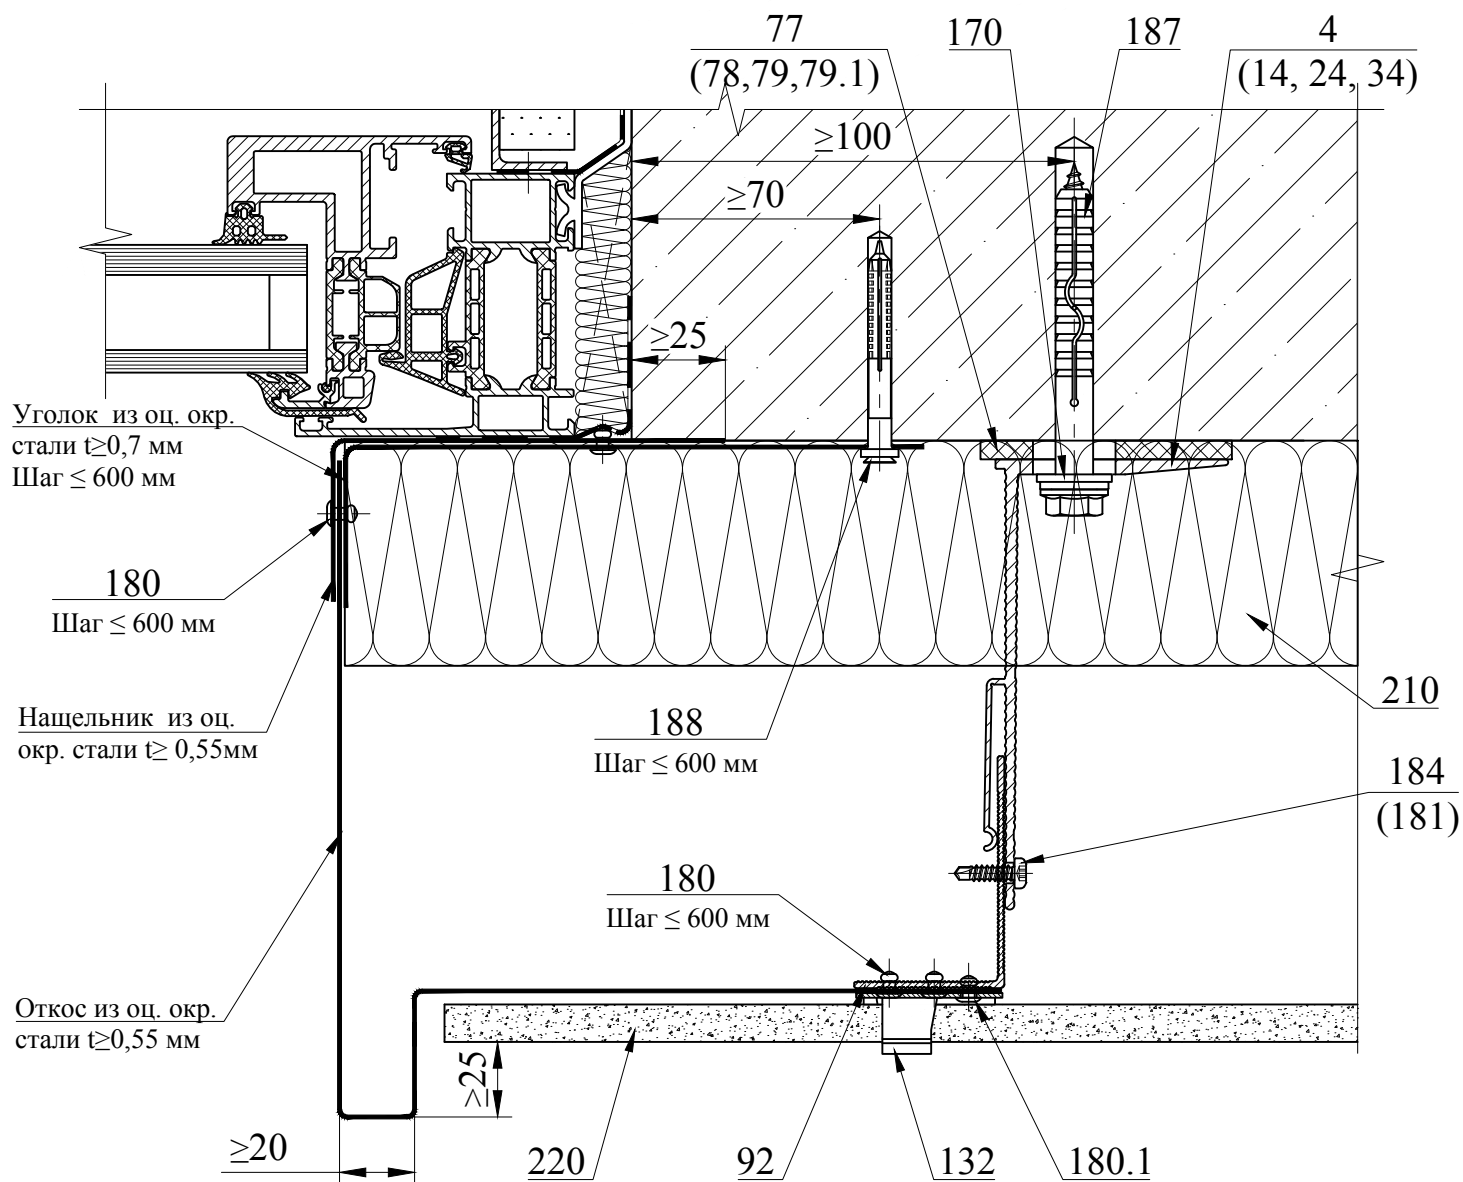 77
(78,79,79.1)
170
187
4
(14, 24, 34)
≥100
≥70
≥25
Уголок из оц. окр.
стали t≥0,7 мм
Шаг ≤ 600 мм
180
Шаг ≤ 600 мм
Нащельник из оц.
окр. стали t≥ 0,55мм
188
Шаг ≤ 600 мм
210
184
(181)
180
Шаг ≤ 600 мм
Откос из оц. окр.
стали t≥0,55 мм
≥25
≥20
220
92
132
180.1